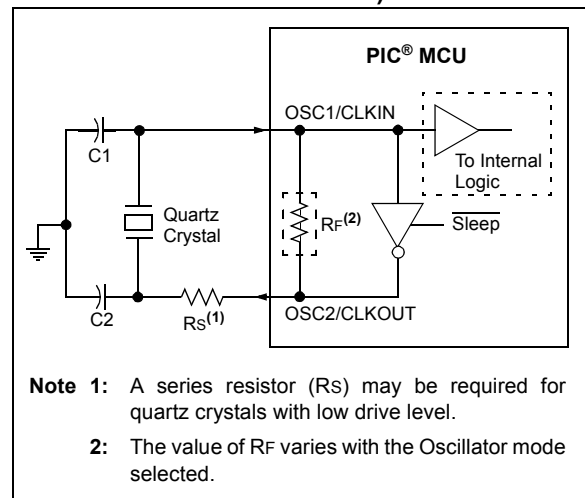 PIC® MCU
OSC1/CLKIN
C1
To Internal
Logic
Quartz
Crystal
RF(2)
Sleep
C2
RS(1)
OSC2/CLKOUT
Note 1: A series resistor (RS) may be required for
quartz crystals with low drive level.
2: The value of RF varies with the Oscillator mode
selected.